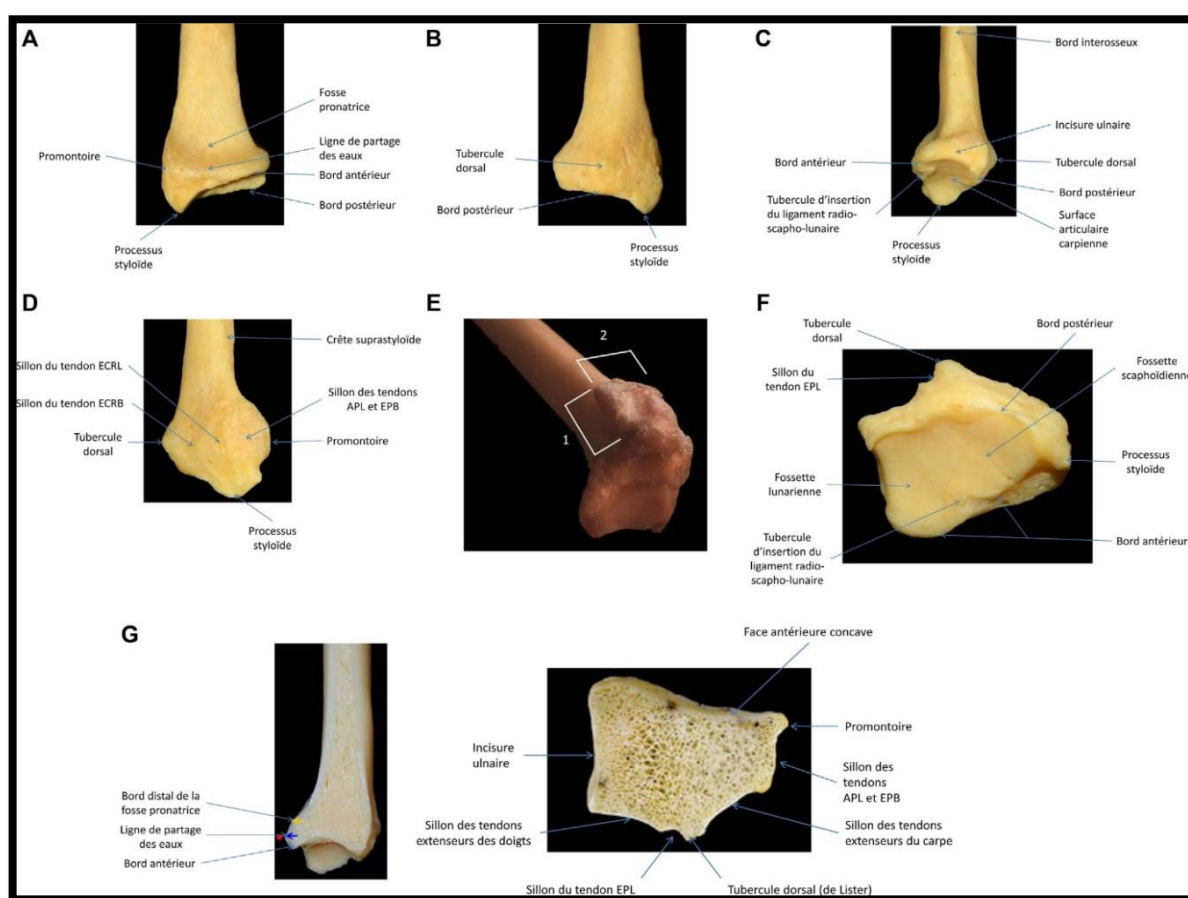 A
Fosse
pronatrice
Ligne de partage
des eaux
Promontoire
Bord antérieur
Bord postérieur
Processus
styloïde
B
Tubercule
dorsal
Bord postérieur
Processus
styloïde
C
Bord interosseux
Incisure ulnaire
Bord antérieur
Tubercule dorsal
Bord postérieur
Tubercule d'insertion
du ligament radio-
scapho-lunaire
Surface
articulaire
carpienne
Processus
styloïde
D
Crête suprastyloïde
Sillon du tendon ECRL
Sillon du tendon ECRB
Sillon des tendons
APL et EPB
Tubercule
dorsal
Promontoire
Processus
styloïde
E
2
1
F
Tubercule
dorsal
Bord postérieur
Sillon du
tendon EPL
Fossette
scaphoïdienne
Processus
styloïde
Fossette
lunarienne
Tubercule
d'insertion du
ligament radio-
scapho-lunaire
Bord antérieur
G
Bord distal de la
fosse pronatrice
Ligne de partage
des eaux
Bord antérieur
Face antérieure concave
Incisure
ulnaire
Promontoire
Sillon des
tendons
APL et EPB
Sillon des tendons
extenseurs des doigts
Sillon des tendons
extenseurs du carpe
Sillon du tendon EPL
Tubercule dorsal (de Lister)